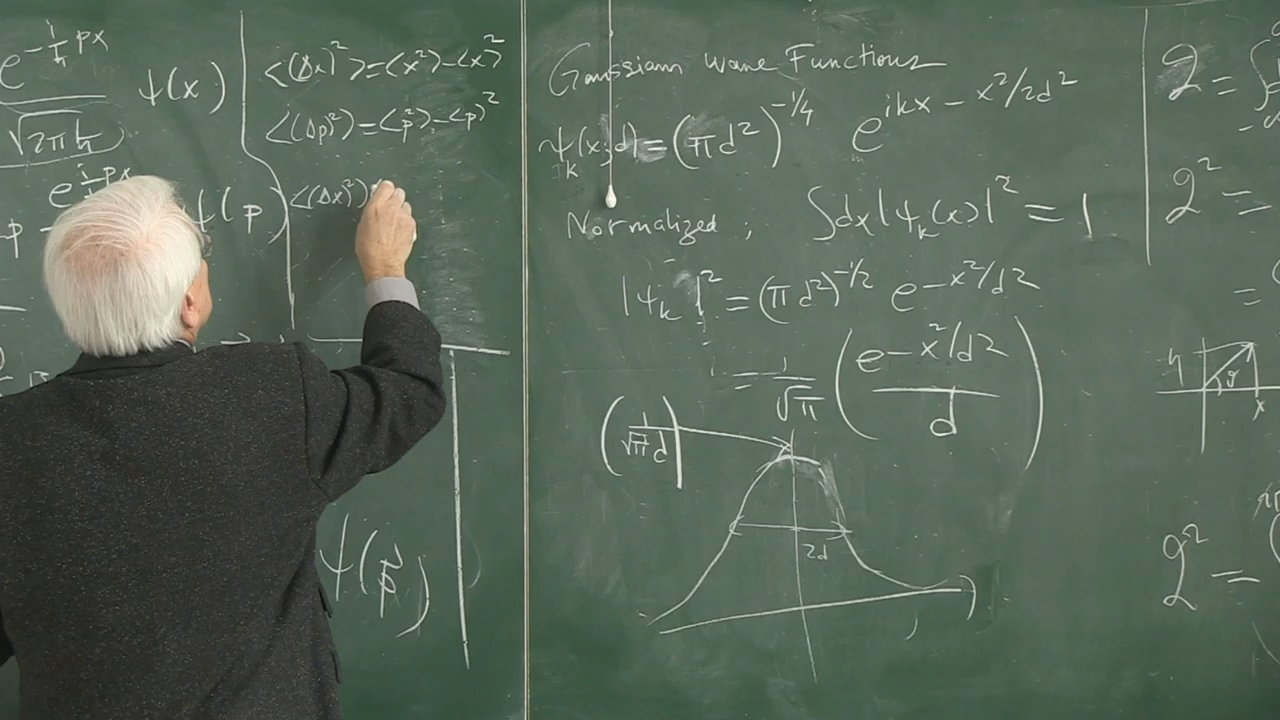 e^{-i/ħ px} / √2πħ ψ(x)
e^{i/ħ px} ψ(p)
ψ(p⃗)
<(Δx)²>=<x²>-<x>²
<(Δp)²)=<p²>-<p)²
<(Δx)²)
Gaussian Wave Functions
ψ_k(x;d)=(πd²)^{-1/4} e^{ikx-x²/2d²}
Normalized; ∫dx|ψ_k(x)|²=1
|ψ_k|²=(πd²)^{-1/2} e^{-x²/d²}
=1/√π (e^{-x²/d²}/d)
(1/√π d)
2d
I = ∫
I² =
=
y
x
I² =